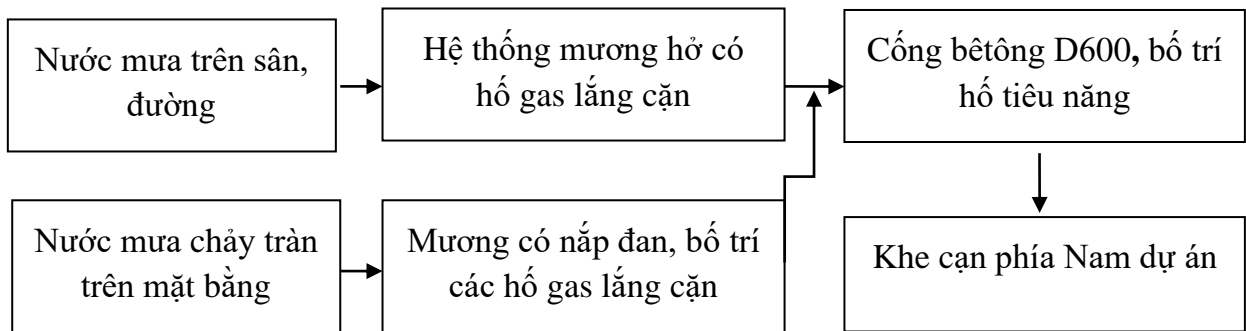 Nước mưa trên sân,
đường
Hệ thống mương hở có
hố gas lắng cặn
Cống bêtông D600, bố trí
hố tiêu năng
Nước mưa chảy tràn
trên mặt bằng
Mương có nắp đan, bố trí
các hố gas lắng cặn
Khe cạn phía Nam dự án